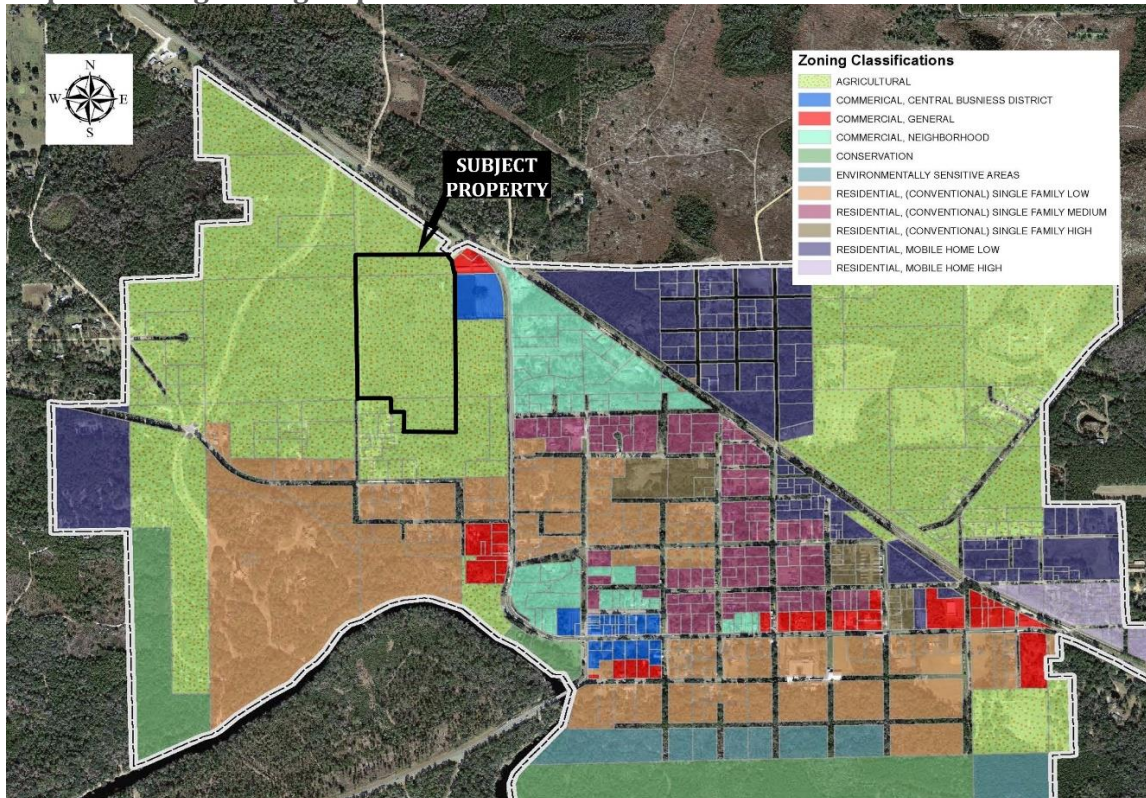 N
W E
S
SUBJECT
PROPERTY
Zoning Classifications
AGRICULTURAL
COMMERICAL, CENTRAL BUSNIESS DISTRICT
COMMERCIAL, GENERAL
COMMERCIAL, NEIGHBORHOOD
CONSERVATION
ENVIRONMENTALLY SENSITIVE AREAS
RESIDENTIAL, (CONVENTIONAL) SINGLE FAMILY LOW
RESIDENTIAL, (CONVENTIONAL) SINGLE FAMILY MEDIUM
RESIDENTIAL, (CONVENTIONAL) SINGLE FAMILY HIGH
RESIDENTIAL, MOBILE HOME LOW
RESIDENTIAL, MOBILE HOME HIGH